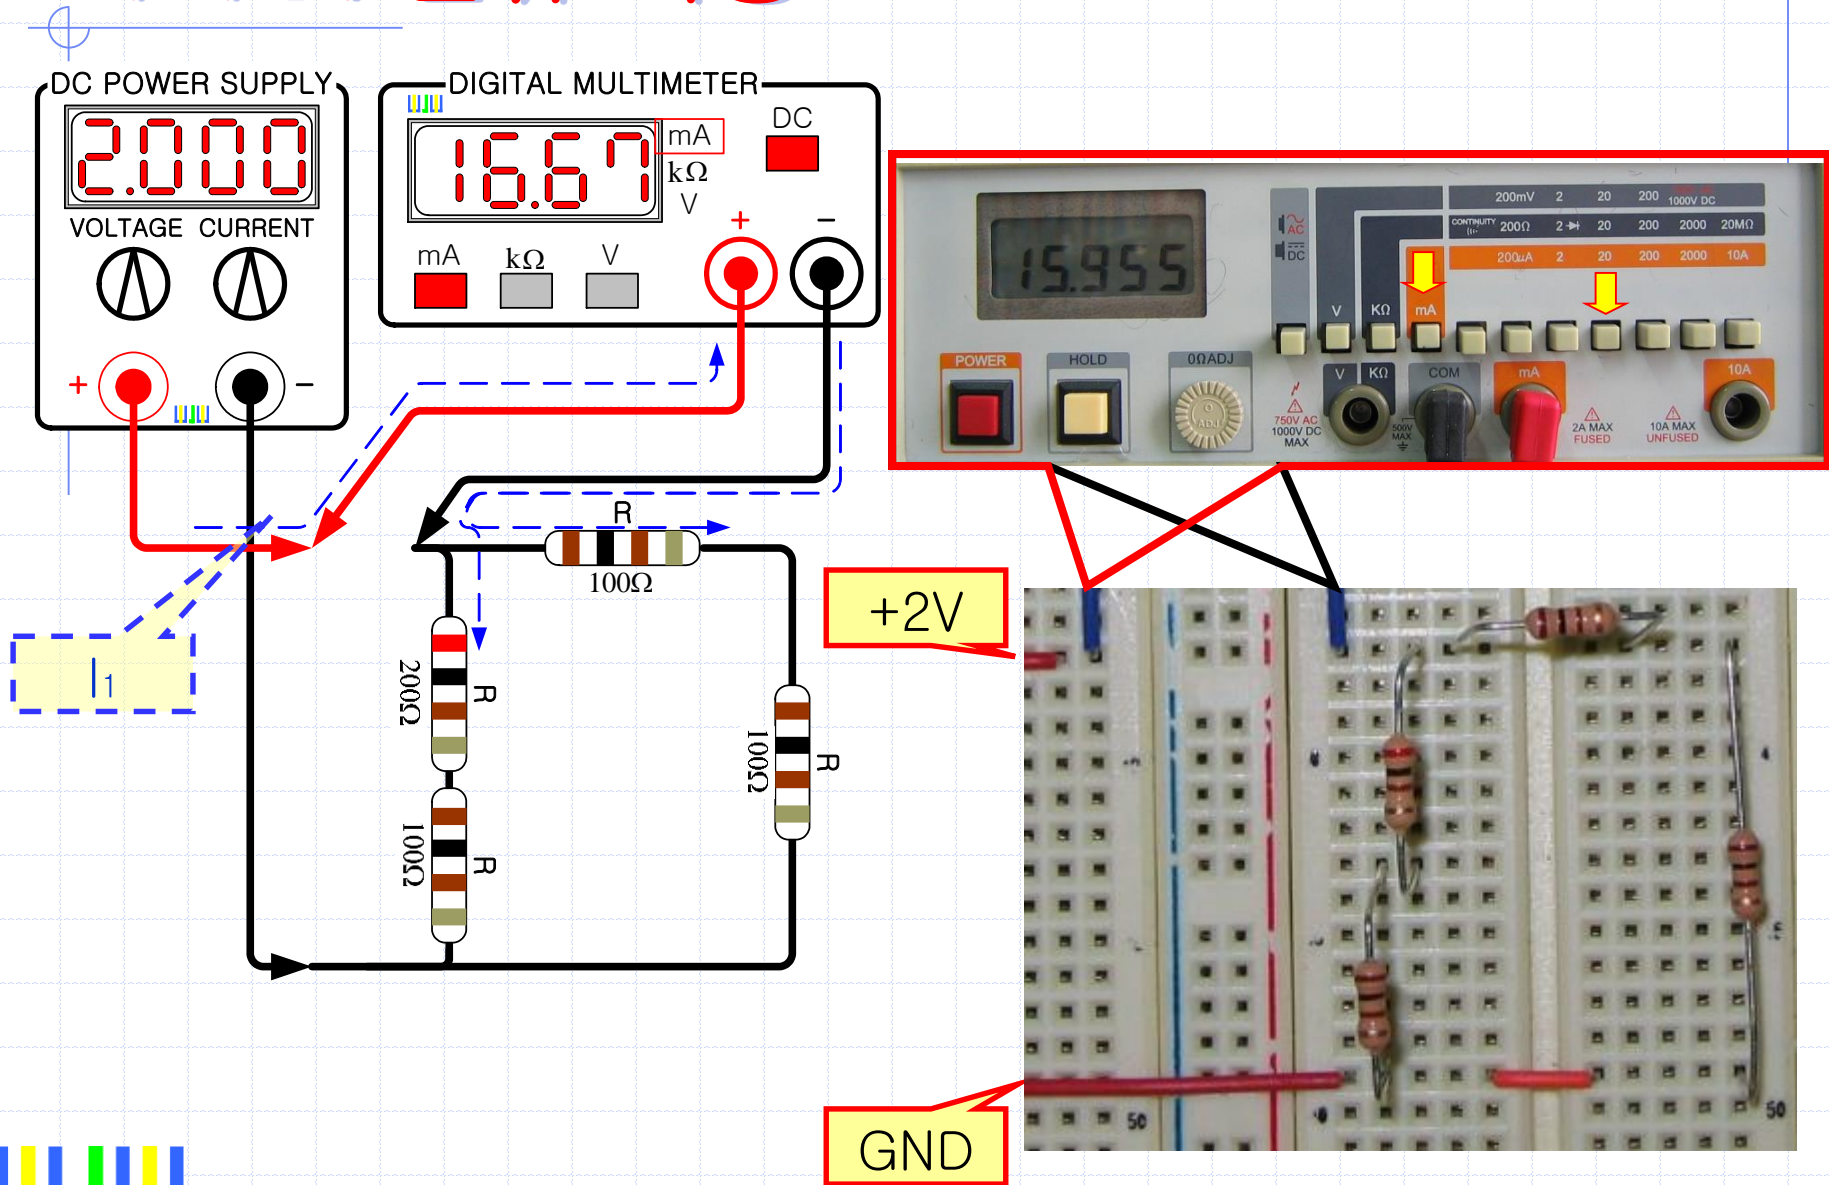 DC POWER SUPPLY
2.000
VOLTAGE CURRENT
+ −
DIGITAL MULTIMETER
16.67
mA
kΩ
V
DC
mA kΩ V
+ −
I1
R
100Ω
200Ω
R
100Ω
R
100Ω
R
15.955
AC
DC
200mV 2 20 200 1000V DC
CONTINUITY 200Ω 2 20 200 2000 20MΩ
200uA 2 20 200 2000 10A
V KΩ mA
POWER
HOLD
0ΩADJ
ADJ
V KΩ COM mA 10A
750V AC
1000V DC
MAX
500V
MAX
2A MAX
FUSED
10A MAX
UNFUSED
+2V
GND
50
50